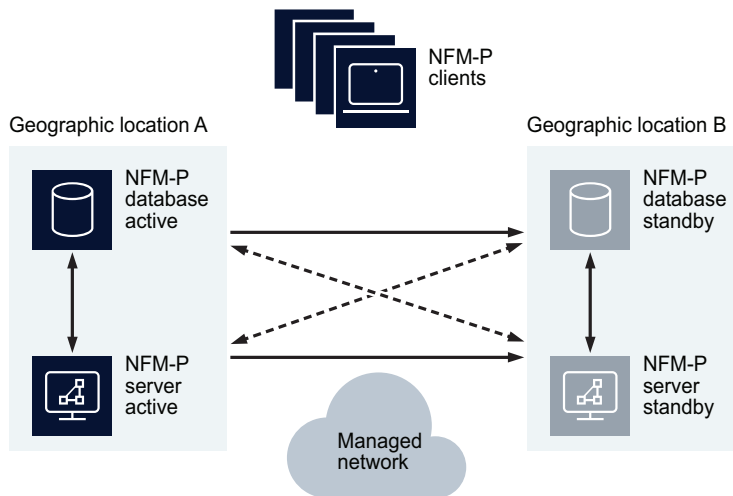 NFM-P
clients
Geographic location A
Geographic location B
NFM-P
database
active
NFM-P
database
standby
NFM-P
server
active
NFM-P
server
standby
Managed
network